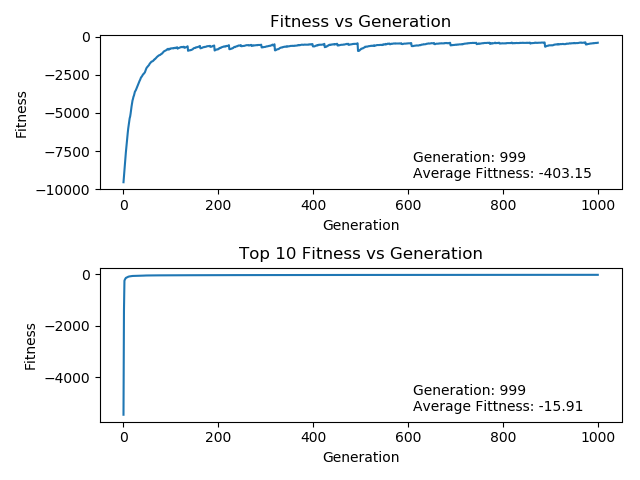 Fitness vs Generation
0
−2500
−5000
−7500
−10000
Fitness
Generation: 999
Average Fittness: -403.15
0 200 400 600 800 1000
Generation
Top 10 Fitness vs Generation
0
−2000
−4000
Fitness
Generation: 999
Average Fittness: -15.91
0 200 400 600 800 1000
Generation